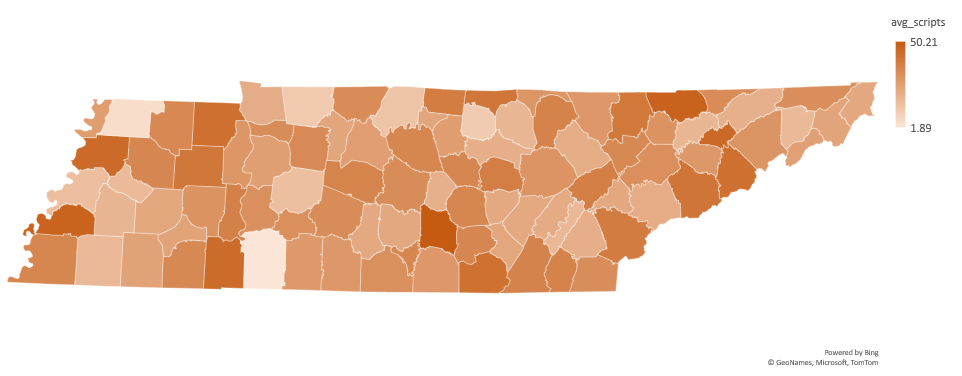 avg_scripts
50.21
1.89
Powered by Bing
© GeoNames, Microsoft, TomTom